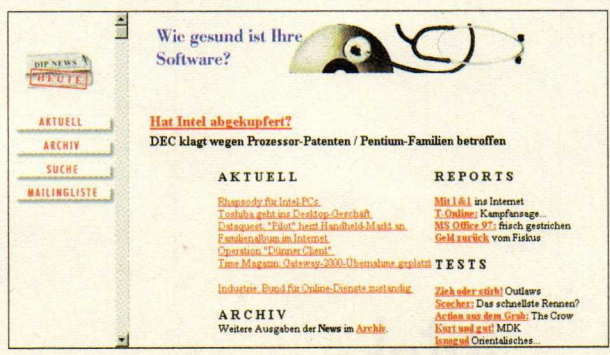 DIP NEWS
HEUTE
AKTUELL
ARCHIV
SUCHE
MAILINGLISTE
Wie gesund ist Ihre
Software?
Hat Intel abgekupfert?
DEC klagt wegen Prozessor-Patenten / Pentium-Familien betroffen
AKTUELL
Rhapsody für Intel-PCs
Toshiba geht ins Desktop-Geschäft
Dataquest: "Pilot" heizt Handheld-Markt an
Familienalbum im Internet
Operation "Dünner Client"
Time Magazin: Gateway-2000-Übernahme geplatzt
Industrie: Bund für Online-Dienste zuständig
ARCHIV
Weitere Ausgaben der News im Archiv.
REPORTS
Mit 1&1 ins Internet
T-Online: Kampfansage...
MS Office 97: frisch gestrichen
Geld zurück vom Fiskus
TESTS
Zieh oder stirb! Outlaws
Scorcher: Das schnellste Rennen?
Action aus dem Grab: The Crow
Kurt und gut! MDK
Isnogud Orientalisches...